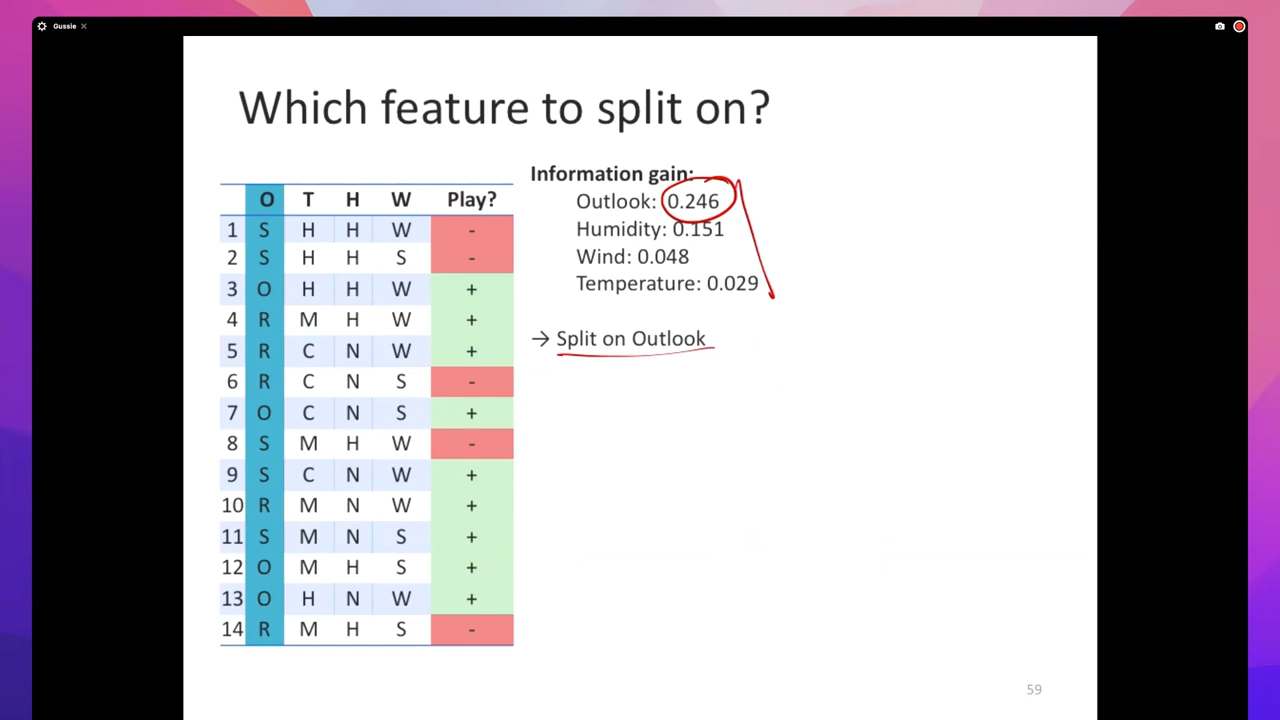 Gussie
Which feature to split on?
Information gain:
Outlook: 0.246
Humidity: 0.151
Wind: 0.048
Temperature: 0.029
→ Split on Outlook
O T H W Play?
1 S H H W -
2 S H H S -
3 O H H W +
4 R M H W +
5 R C N W +
6 R C N S -
7 O C N S +
8 S M H W -
9 S C N W +
10 R M N W +
11 S M N S +
12 O M H S +
13 O H N W +
14 R M H S -
59